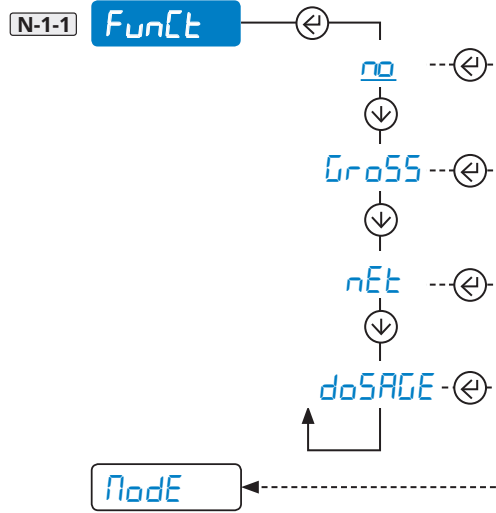 N-1-1 FunCt
no
GroSS
nEt
doSAGE
ModE